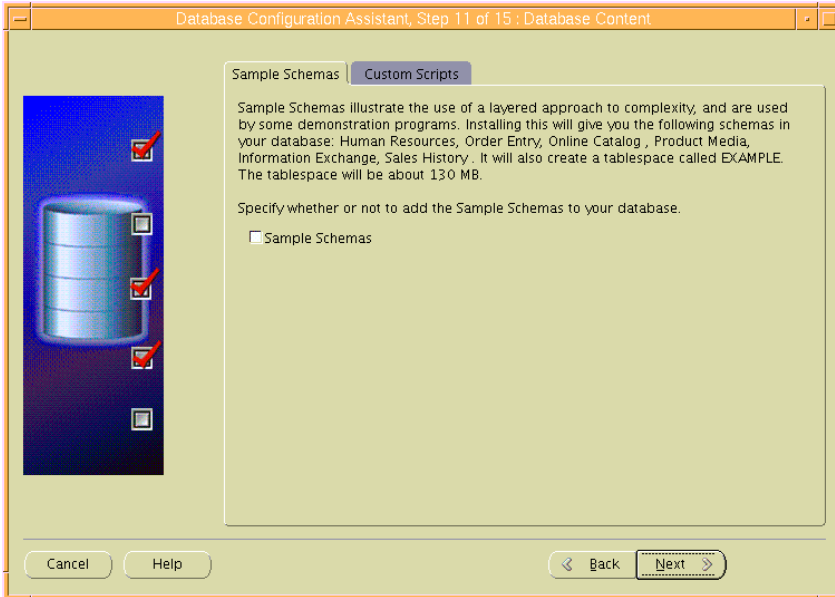 Database Configuration Assistant, Step 11 of 15 : Database Content
Sample Schemas
Custom Scripts
Sample Schemas illustrate the use of a layered approach to complexity, and are used
by some demonstration programs. Installing this will give you the following schemas in
your database: Human Resources, Order Entry, Online Catalog , Product Media,
Information Exchange, Sales History . It will also create a tablespace called EXAMPLE.
The tablespace will be about 130 MB.
Specify whether or not to add the Sample Schemas to your database.
Sample Schemas
Cancel
Help
Back
Next